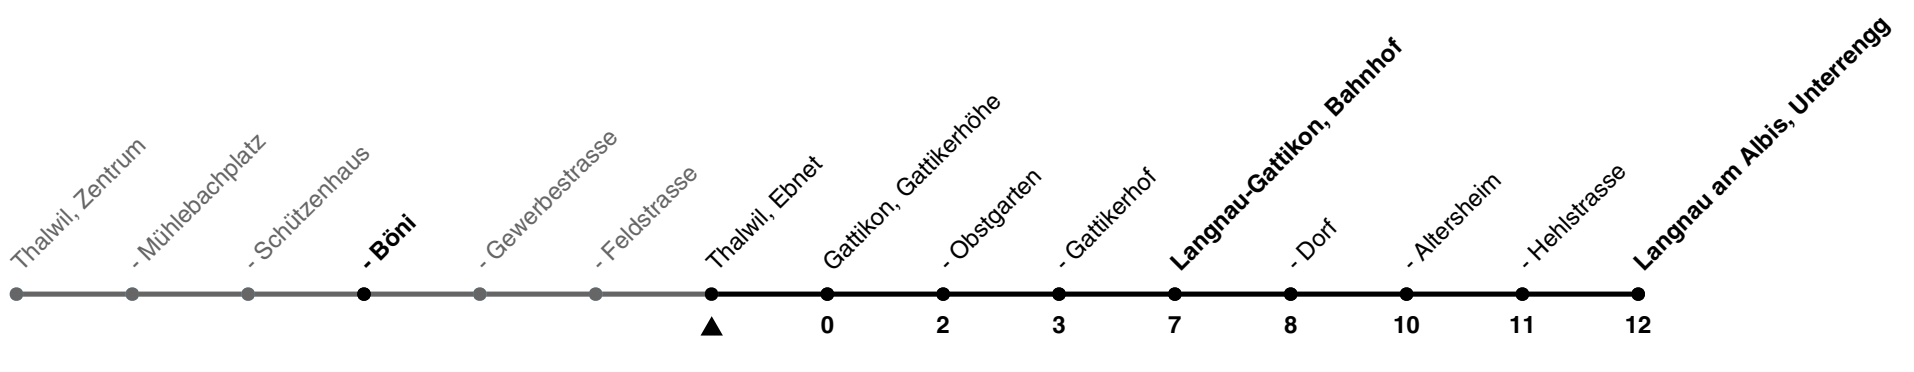 Thalwil, Zentrum
- Mühlebachplatz
- Schützenhaus
- Böni
- Gewerbestrasse
- Feldstrasse
Thalwil, Ebnet
Gattikon, Gattikerhöhe
- Obstgarten
- Gattikerhof
Langnau-Gattikon, Bahnhof
- Dorf
- Altersheim
- Hehlstrasse
Langnau am Albis, Unterrengg
0 2 3 7 8 10 11 12